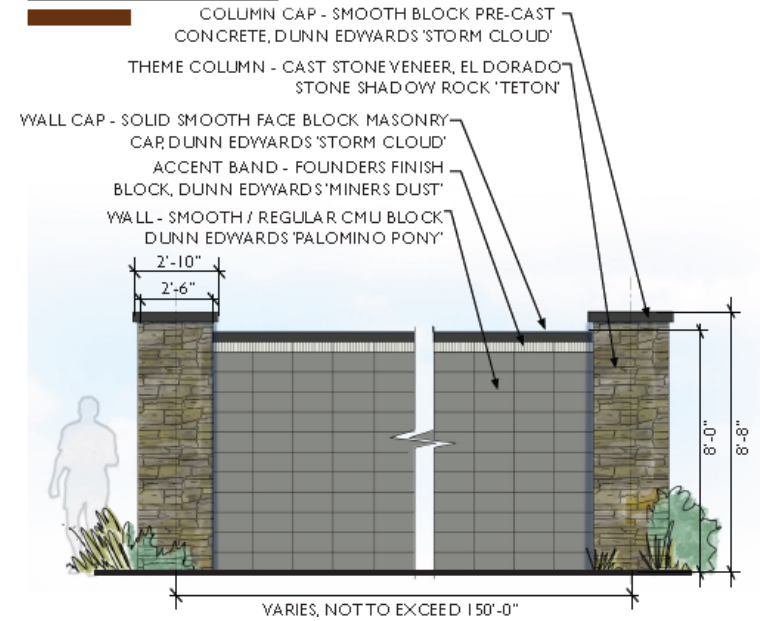 COLUMN CAP - SMOOTH BLOCK PRE-CAST
CONCRETE, DUNN EDWARDS 'STORM CLOUD'
THEME COLUMN - CAST STONE VENEER, EL DORADO
STONE SHADOW ROCK 'TETON'
WALL CAP - SOLID SMOOTH FACE BLOCK MASONRY
CAP, DUNN EDWARDS 'STORM CLOUD'
ACCENT BAND - FOUNDERS FINISH
BLOCK, DUNN EDWARDS 'MINERS DUST'
WALL - SMOOTH / REGULAR CMU BLOCK
DUNN EDWARDS 'PALOMINO PONY'
2'-10"
2'-6"
8'-0"
8'-8"
VARIES, NOT TO EXCEED 150'-0"